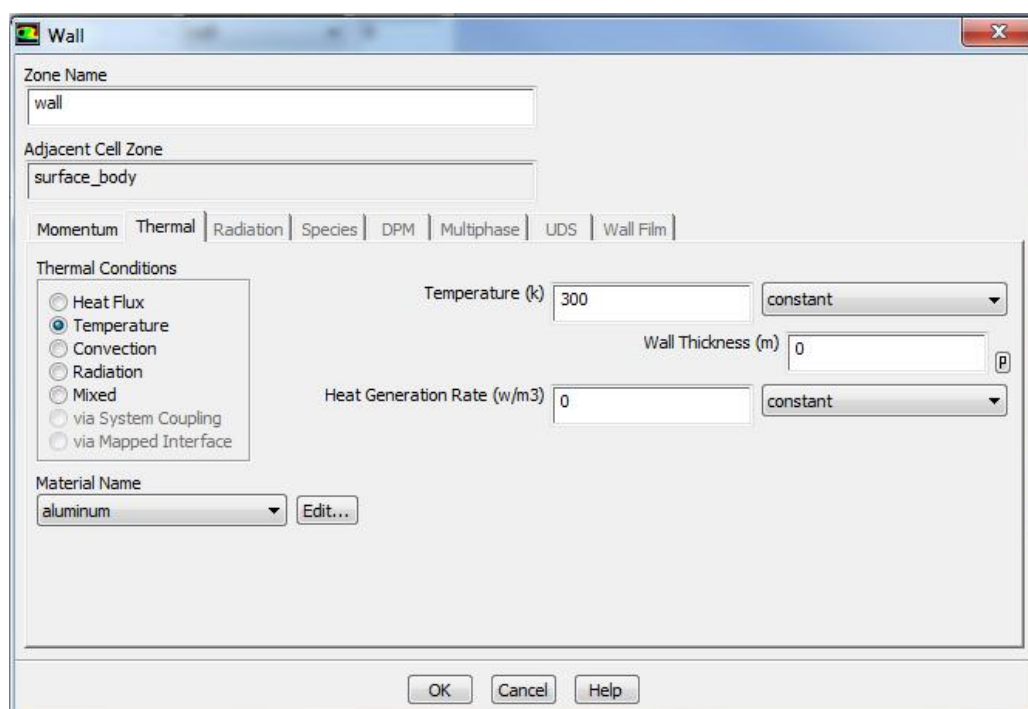 Wall
Zone Name
wall
Adjacent Cell Zone
surface_body
Momentum Thermal Radiation Species DPM Multiphase UDS Wall Film
Thermal Conditions
Heat Flux
Temperature
Convection
Radiation
Mixed
via System Coupling
via Mapped Interface
Temperature (k) 300 constant
Wall Thickness (m) 0 P
Heat Generation Rate (w/m3) 0 constant
Material Name
aluminum Edit...
OK Cancel Help